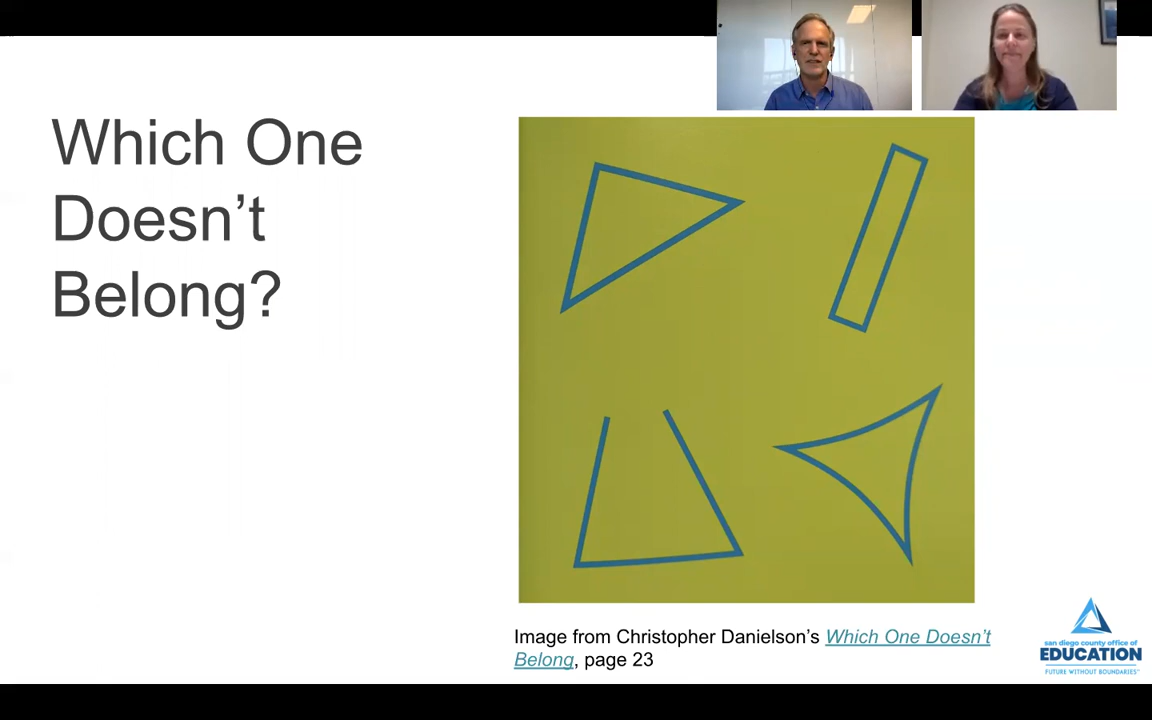 Which One
Doesn’t
Belong?
Image from Christopher Danielson’s Which One Doesn’t
Belong, page 23
san diego county office of
EDUCATION
FUTURE WITHOUT BOUNDARIES™